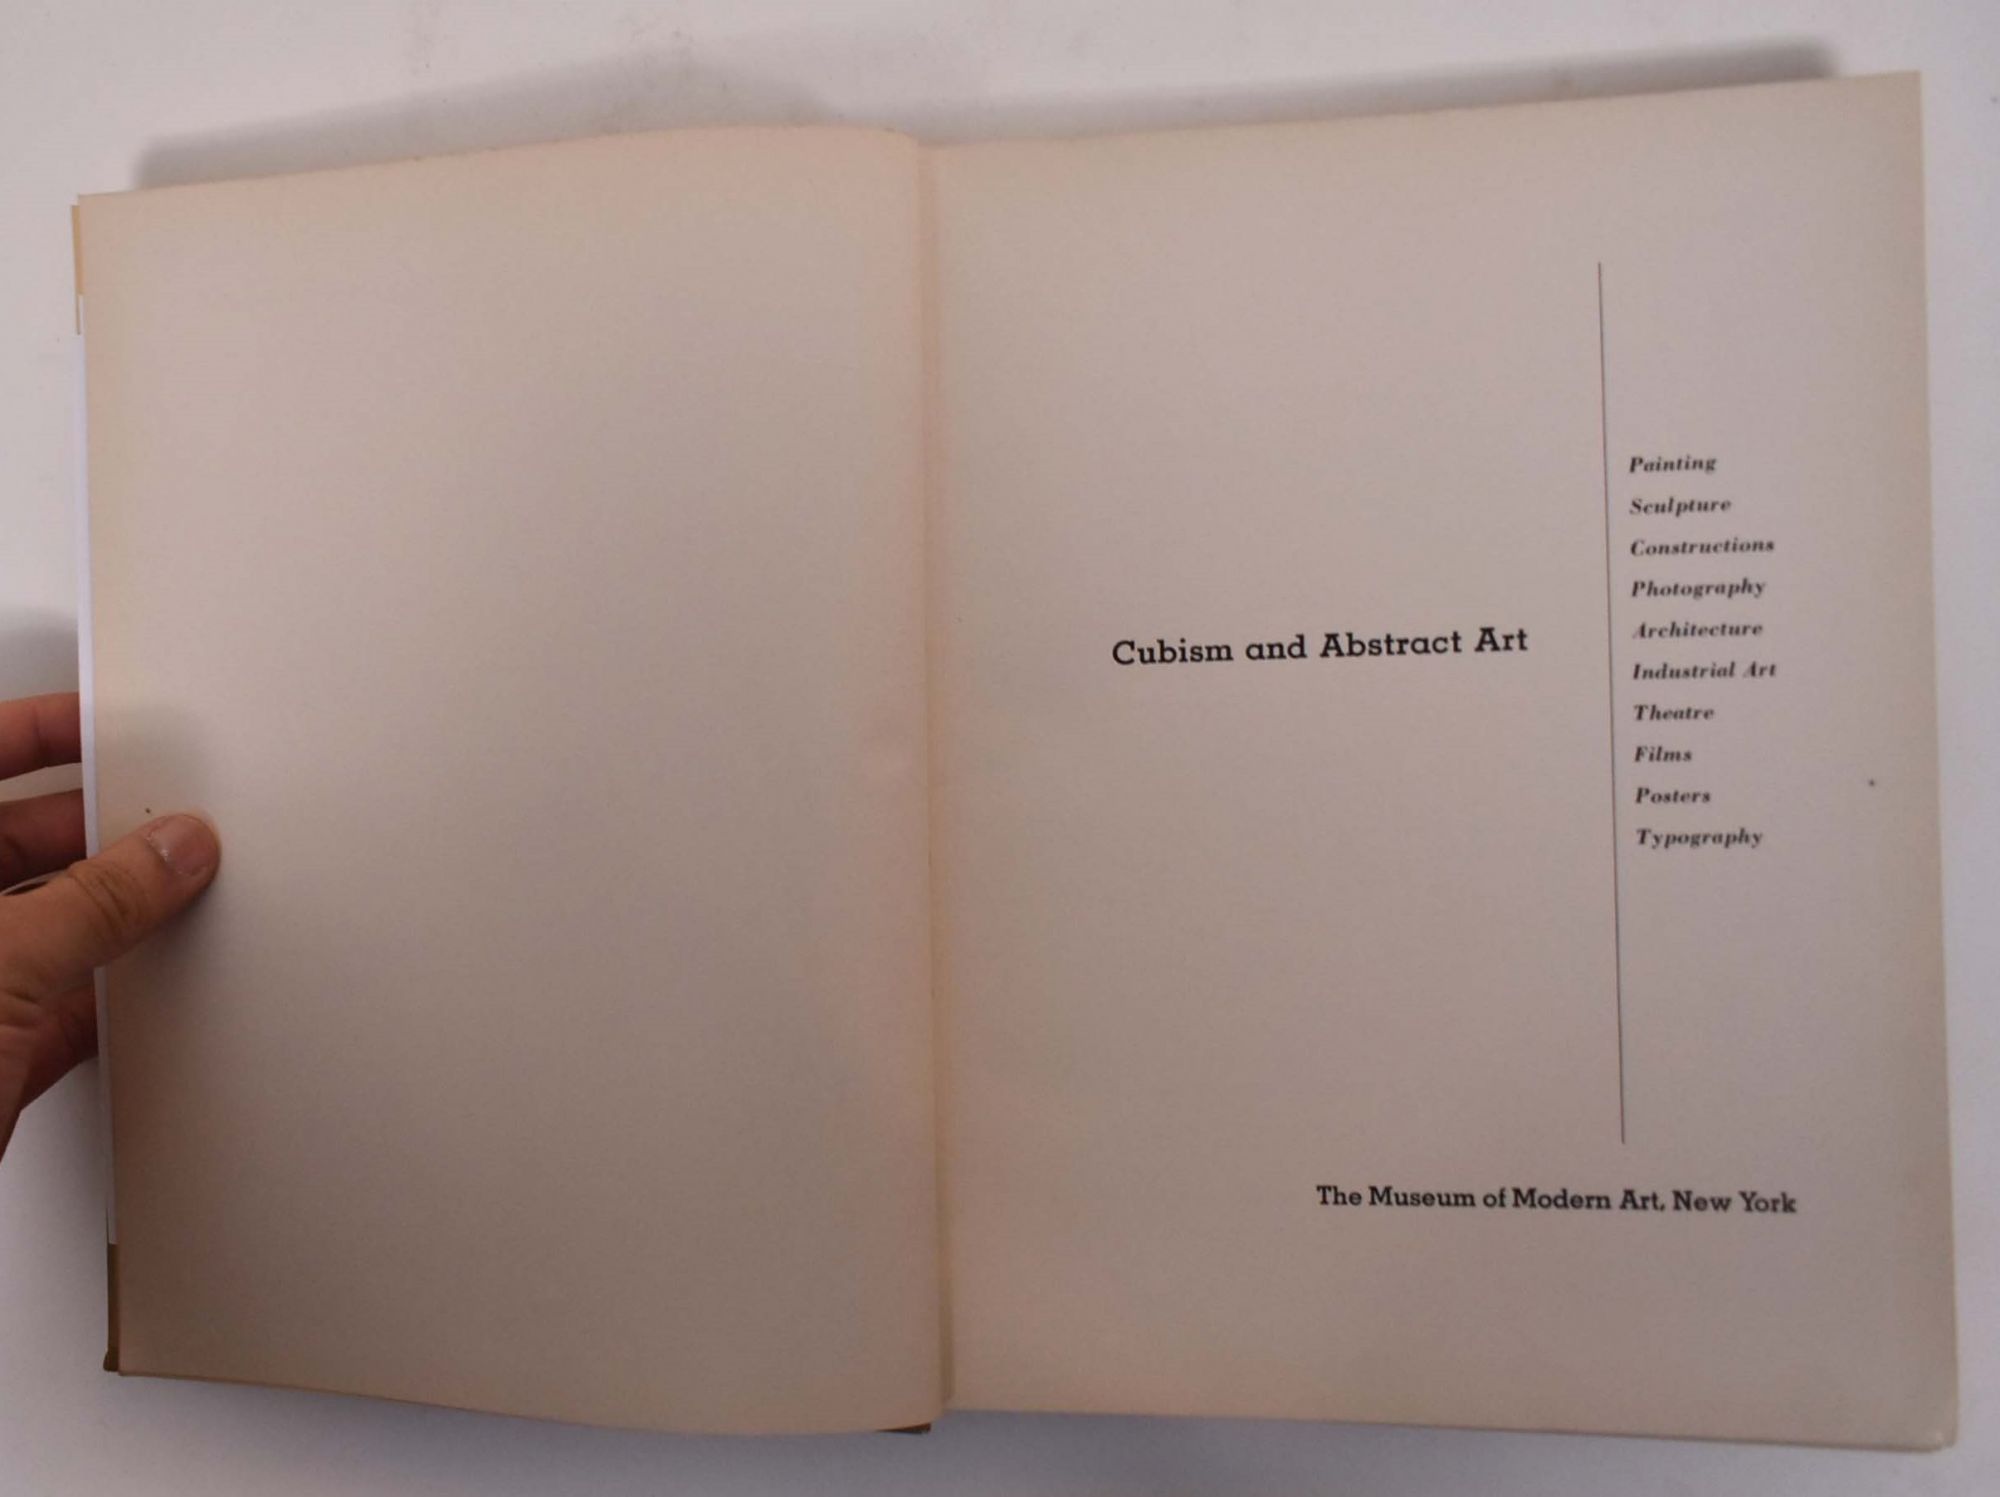 Cubism and Abstract Art
Painting
Sculpture
Constructions
Photography
Architecture
Industrial Art
Theatre
Films
Posters
Typography
The Museum of Modern Art, New York